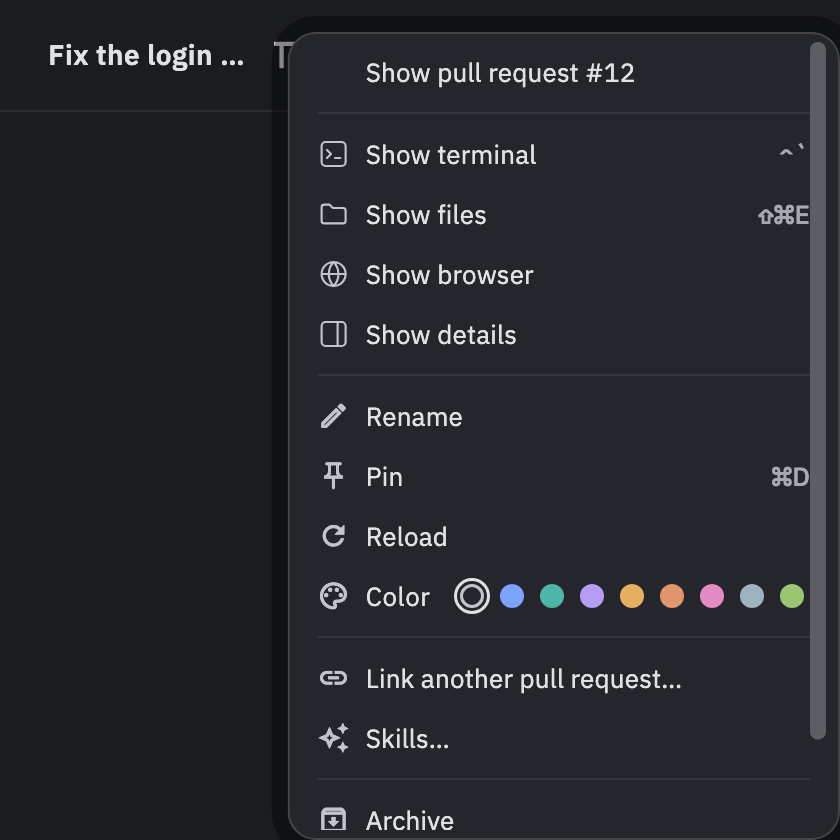 Fix the login ...
Show pull request #12
Show terminal ⌃`
Show files ⇧⌘E
Show browser
Show details
Rename
Pin ⌘D
Reload
Color
Link another pull request...
Skills...
Archive